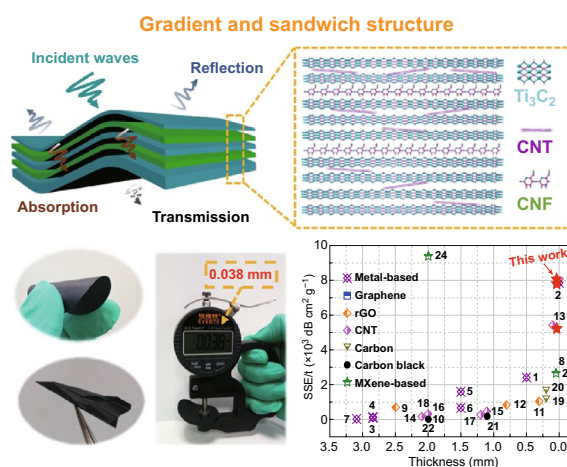 Gradient and sandwich structure
Incident waves
Reflection
Absorption
Transmission
Ti3C2
CNT
CNF
0.038 mm
SSE/t (×10³ dB cm² g⁻¹)
10
8
6
4
2
0
Metal-based
Graphene
rGO
CNT
Carbon
Carbon black
MXene-based
24
This work
2
13
8
2
1
20
19
5
6
12
11
4
9
18 16
15
7
3
14
10
22
17
21
3.5 3.0 2.5 2.0 1.5 1.0 0.5 0.0
Thickness (mm)